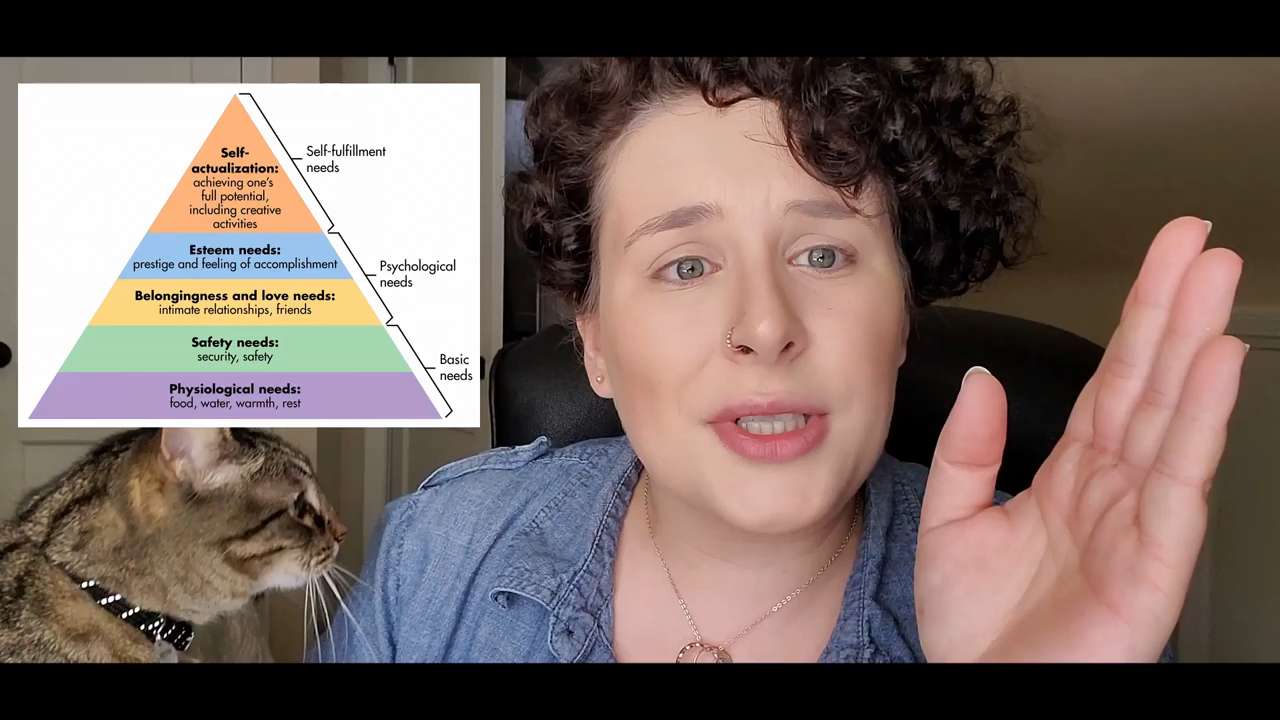 Self-
actualization:
achieving one's
full potential,
including creative
activities
Self-fulfillment
needs
Esteem needs:
prestige and feeling of accomplishment
Psychological
needs
Belongingness and love needs:
intimate relationships, friends
Safety needs:
security, safety
Basic
needs
Physiological needs:
food, water, warmth, rest